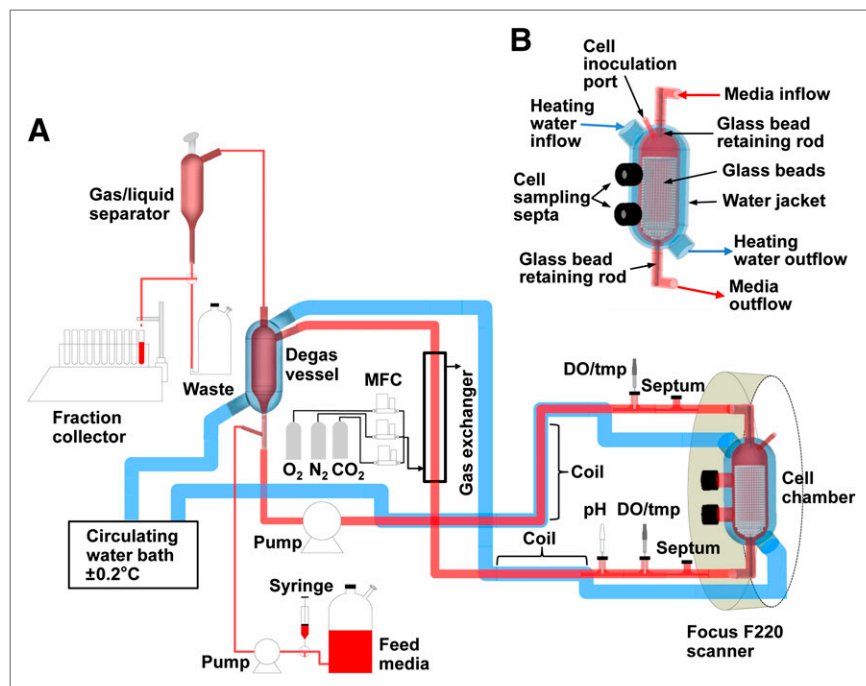 B
Cell
inoculation
port
Media inflow
Heating
water
inflow
Glass bead
retaining rod
Glass beads
Cell
sampling
septa
Water jacket
Glass bead
retaining rod
Heating
water outflow
Media
outflow
A
Gas/liquid
separator
Waste
Fraction
collector
Degas
vessel
MFC
O2 N2 CO2
Gas exchanger
DO/tmp
Septum
Coil
Cell
chamber
Circulating
water bath
±0.2°C
Pump
Coil
pH
DO/tmp
Septum
Syringe
Pump
Feed
media
Focus F220
scanner